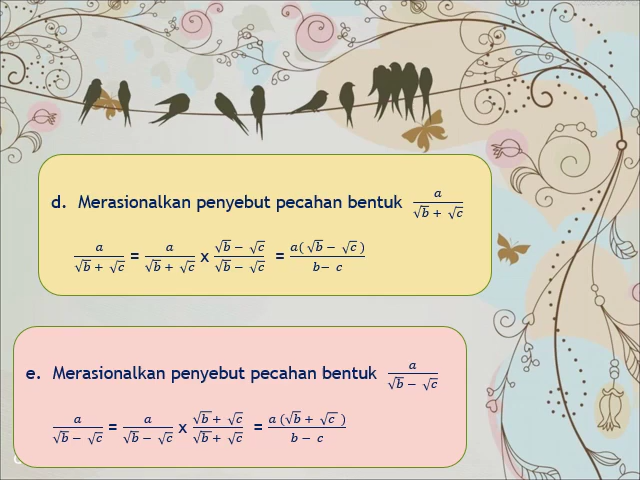 d. Merasionalkan penyebut pecahan bentuk a/(√b + √c)
a/(√b + √c) = a/(√b + √c) x (√b − √c)/(√b − √c) = a( √b − √c )/(b− c)
e. Merasionalkan penyebut pecahan bentuk a/(√b − √c)
a/(√b − √c) = a/(√b − √c) x (√b + √c)/(√b + √c) = a (√b + √c )/(b − c)